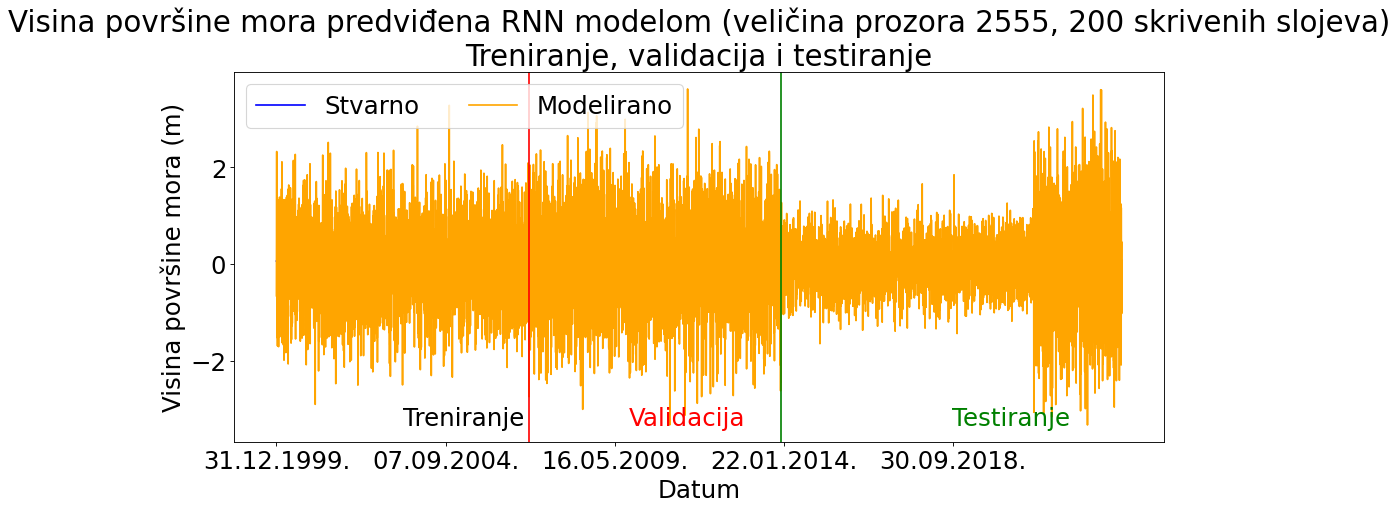 Visina površine mora predviđena RNN modelom (veličina prozora 2555, 200 skrivenih slojeva)
Treniranje, validacija i testiranje
Stvarno
Modelirano
Visina površine mora (m)
2
0
−2
Treniranje
Validacija
Testiranje
31.12.1999.
07.09.2004.
16.05.2009.
22.01.2014.
30.09.2018.
Datum